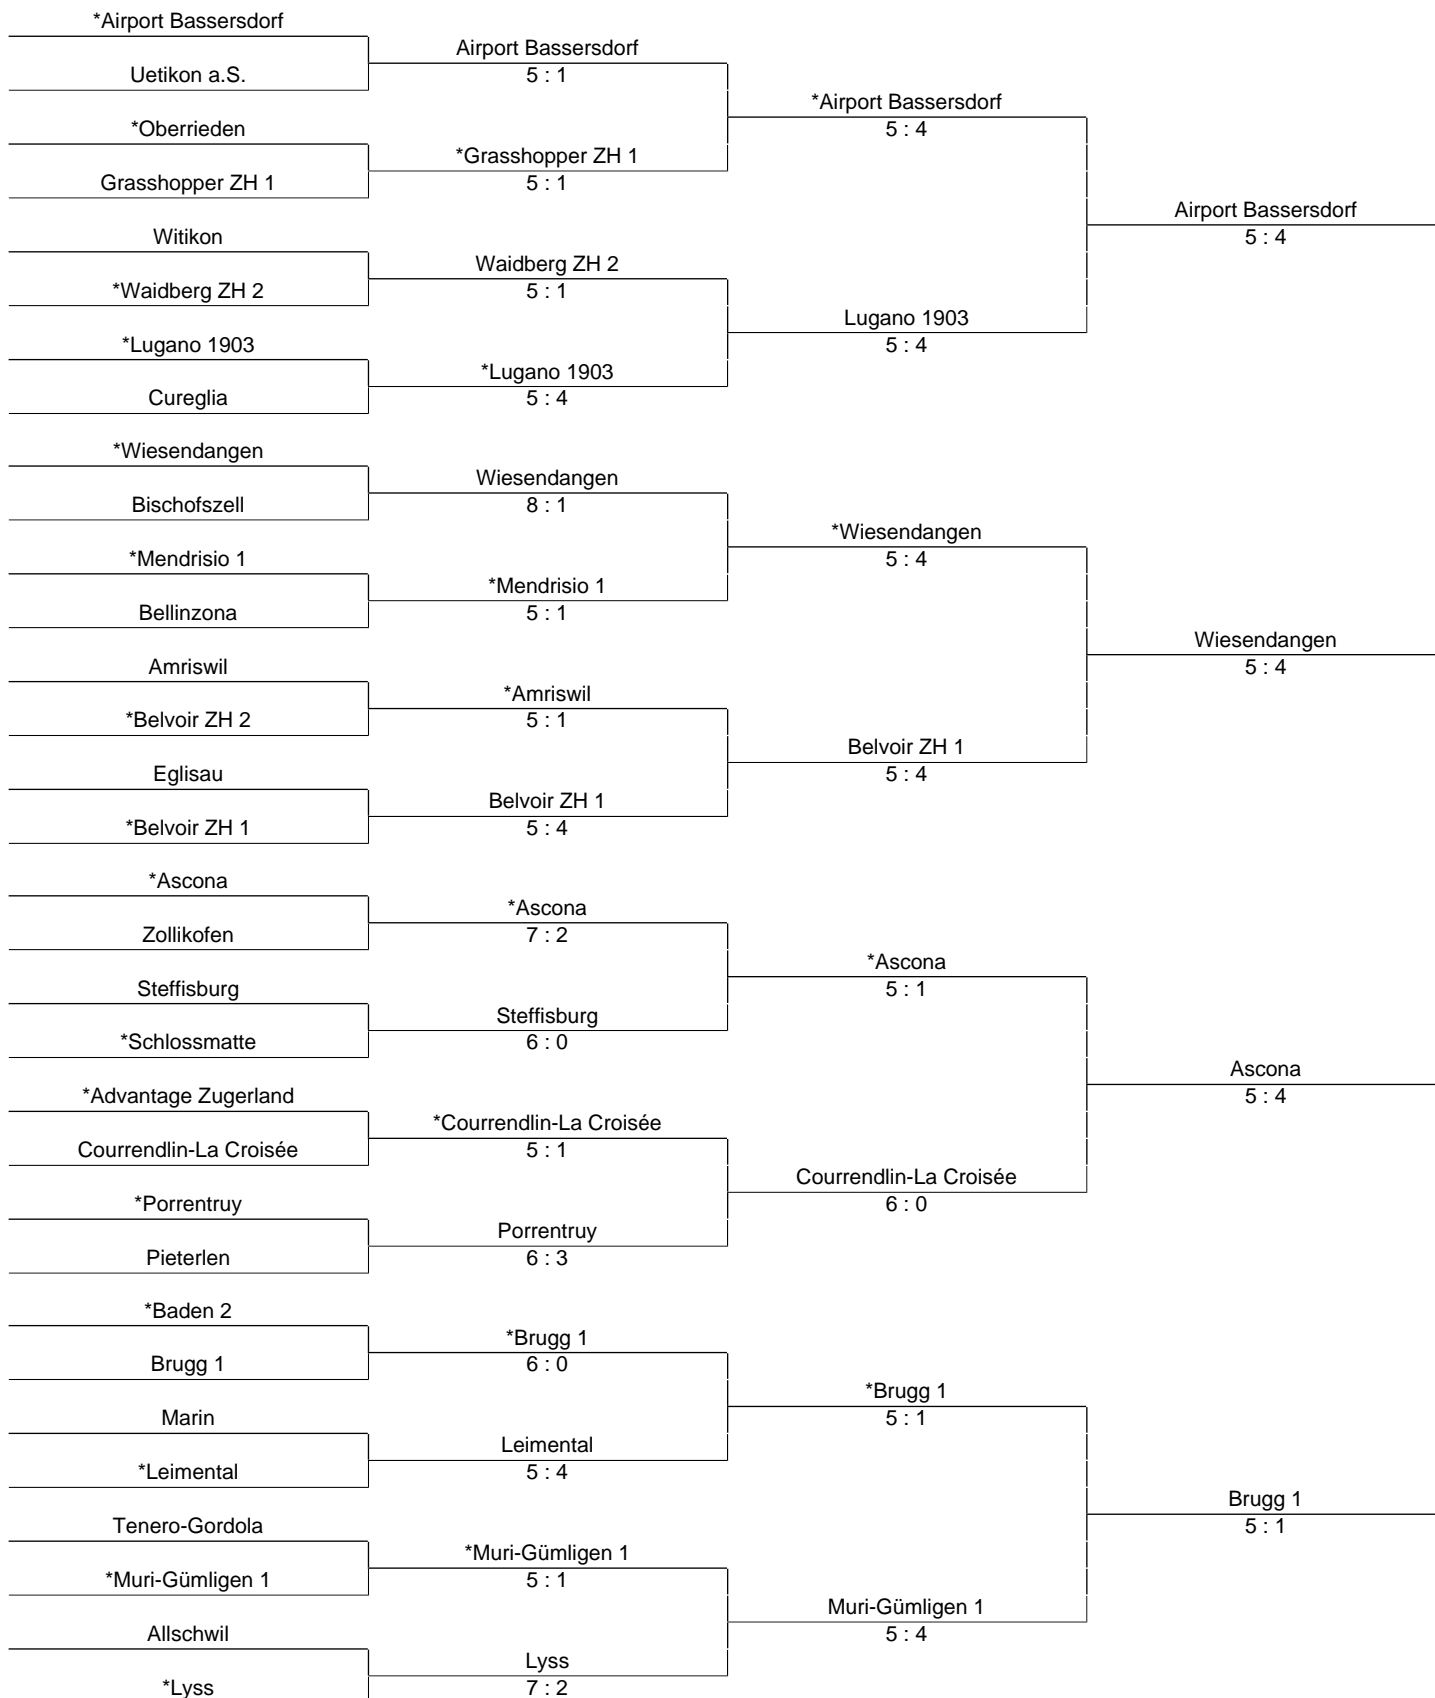 *Airport Bassersdorf
Uetikon a.S.
*Oberrieden
Grasshopper ZH 1
Witikon
*Waidberg ZH 2
*Lugano 1903
Cureglia
*Wiesendangen
Bischofszell
*Mendrisio 1
Bellinzona
Amriswil
*Belvoir ZH 2
Eglisau
*Belvoir ZH 1
*Ascona
Zollikofen
Steffisburg
*Schlossmatte
*Advantage Zugerland
Courrendlin-La Croisée
*Porrentruy
Pieterlen
*Baden 2
Brugg 1
Marin
*Leimental
Tenero-Gordola
*Muri-Gümligen 1
Allschwil
*Lyss
Airport Bassersdorf
5 : 1
*Grasshopper ZH 1
5 : 1
Waidberg ZH 2
5 : 1
*Lugano 1903
5 : 4
Wiesendangen
8 : 1
*Mendrisio 1
5 : 1
*Amriswil
5 : 1
Belvoir ZH 1
5 : 4
*Ascona
7 : 2
Steffisburg
6 : 0
*Courrendlin-La Croisée
5 : 1
Porrentruy
6 : 3
*Brugg 1
6 : 0
Leimental
5 : 4
*Muri-Gümligen 1
5 : 1
Lyss
7 : 2
*Airport Bassersdorf
5 : 4
Lugano 1903
5 : 4
*Wiesendangen
5 : 4
Belvoir ZH 1
5 : 4
*Ascona
5 : 1
Courrendlin-La Croisée
6 : 0
*Brugg 1
5 : 1
Muri-Gümligen 1
5 : 4
Airport Bassersdorf
5 : 4
Wiesendangen
5 : 4
Ascona
5 : 4
Brugg 1
5 : 1